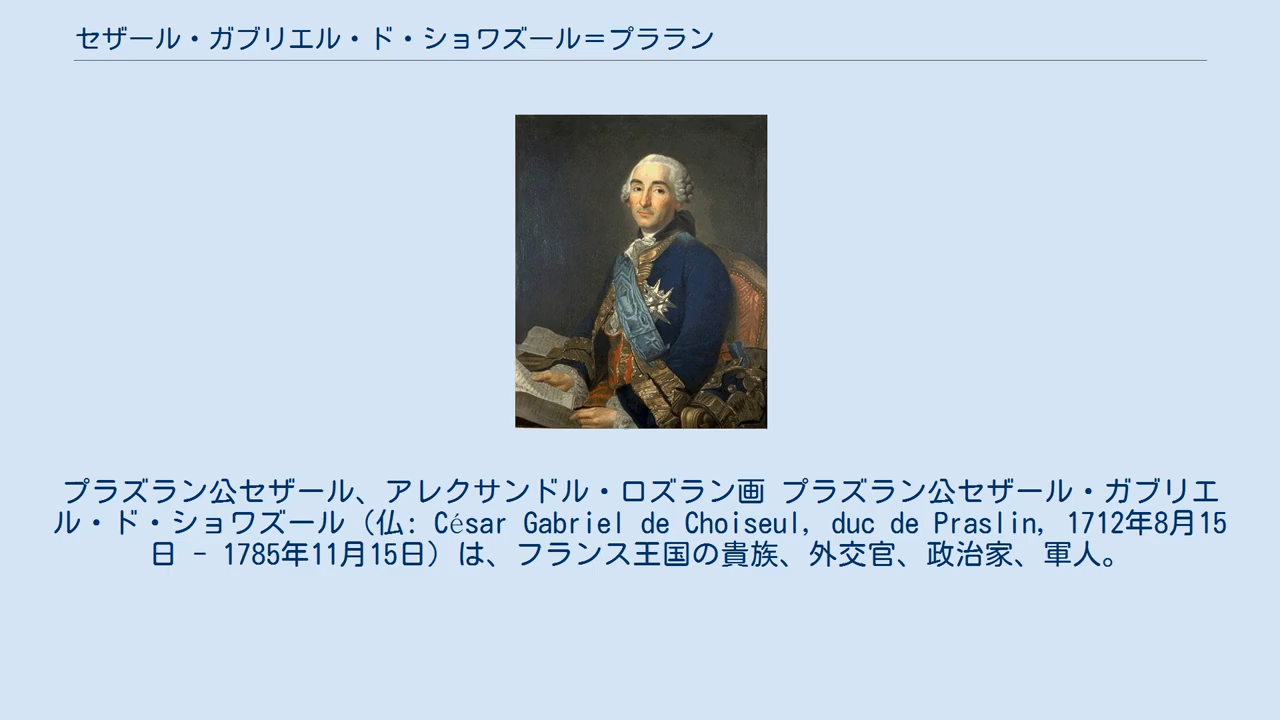 セザール・ガブリエル・ド・ショワズール＝プララン
プラズラン公セザール、アレクサンドル・ロズラン画 プラズラン公セザール・ガブリエ
ル・ド・ショワズール（仏: César Gabriel de Choiseul, duc de Praslin, 1712年8月15
日 – 1785年11月15日）は、フランス王国の貴族、外交官、政治家、軍人。